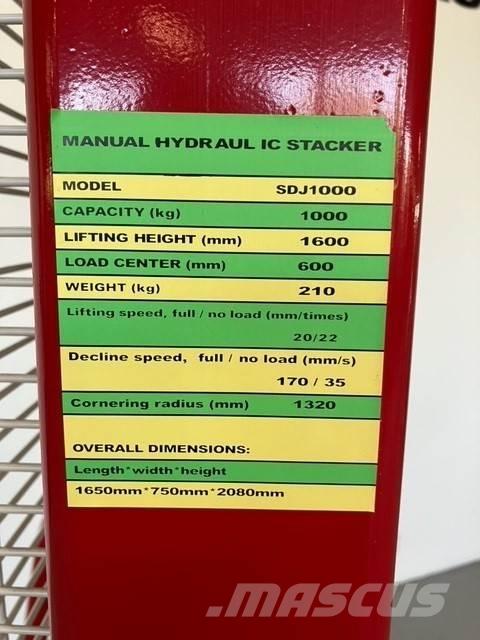 MANUAL HYDRAUL IC STACKER
MODEL SDJ1000
CAPACITY (kg) 1000
LIFTING HEIGHT (mm) 1600
LOAD CENTER (mm) 600
WEIGHT (kg) 210
Lifting speed, full / no load (mm/times)
20/22
Decline speed, full / no load (mm/s)
170 / 35
Cornering radius (mm) 1320
OVERALL DIMENSIONS:
Length*width*height
1650mm*750mm*2080mm
MASCUS